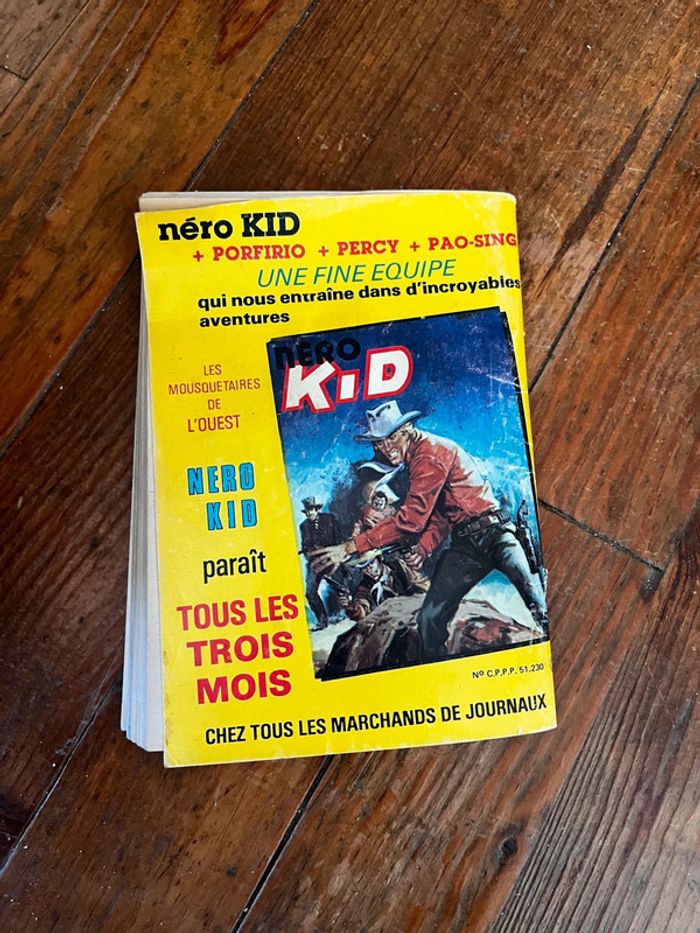 néro KID
+ PORFIRIO + PERCY + PAO-SING
UNE FINE EQUIPE
qui nous entraîne dans d'incroyables
aventures
LES
MOUSQUETAIRES
DE
L'OUEST
NERO
KID
paraît
TOUS LES
TROIS
MOIS
NÉRO
KiD
Nº C.P.P.P. 51.230
CHEZ TOUS LES MARCHANDS DE JOURNAUX